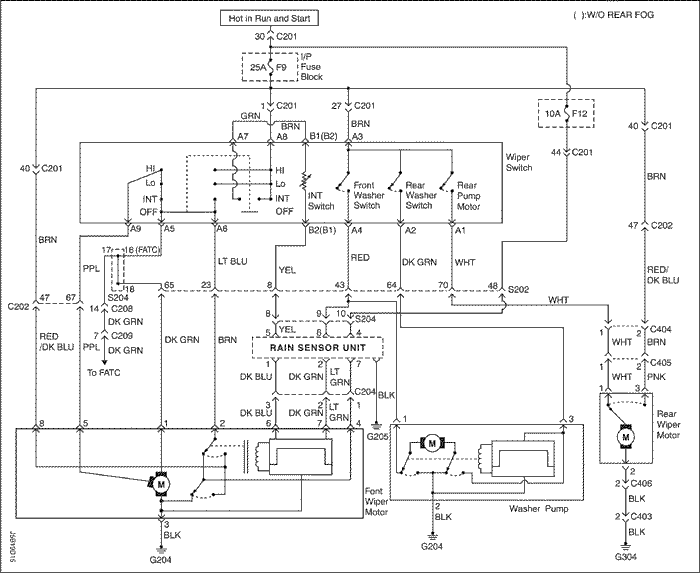 Hot in Run and Start
( ):W/O REAR FOG
30 C201
25A F9
I/P
Fuse
Block
10A F12
1 C201
27 C201
GRN
BRN
BRN
40 C201
A7 A8 B1(B2) A3
44 C201
Wiper
Switch
40 C201
HI
Lo
INT
OFF
HI
Lo
INT
OFF
INT
Switch
Front
Washer
Switch
Rear
Washer
Switch
Rear
Pump
Motor
BRN
A9 A5 A6 B2(B1) A4 A2 A1
47 C202
BRN
PPL
17 16 (FATC)
LT BLU
YEL
RED
DK GRN
WHT
RED/
DK BLU
18
S204
65 23 8 43 64 70 48 S202
C202 47 67
14 C208
DK GRN
WHT
RED
/DK BLU
PPL
7 C209
DK GRN
To FATC
DK GRN
BRN
8 9 10 S204
YEL
5 6 4
RAIN SENSOR UNIT
1 2 7
DK BLU
DK GRN
LT
GRN
BLK
C204
1 2 C404
WHT BRN
1 2 C405
WHT PNK
DK BLU
3
DK GRN
2
LT
GRN
1
G205
1 3
8 5 1 2 6 7 4
1 3
Rear
Wiper
Motor
M
M
M
2
2 C406
BLK
2 C403
BLK
G304
Font
Wiper
Motor
3
BLK
G204
Washer Pump
2
BLK
G204